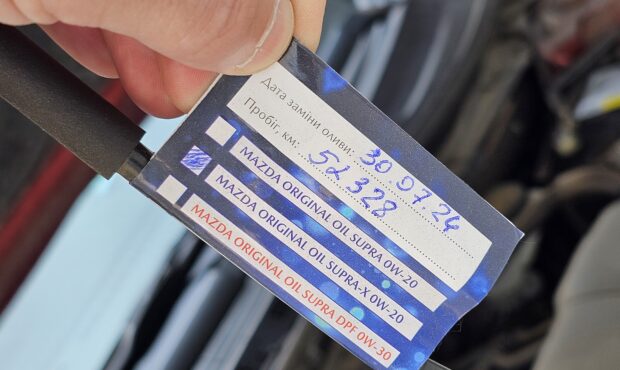 Дата заміни оливи: 30 07 24
Пробіг, км: 52 328
MAZDA ORIGINAL OIL SUPRA 0W-20
MAZDA ORIGINAL OIL SUPRA-X 0W-20
MAZDA ORIGINAL OIL SUPRA DPF 0W-30